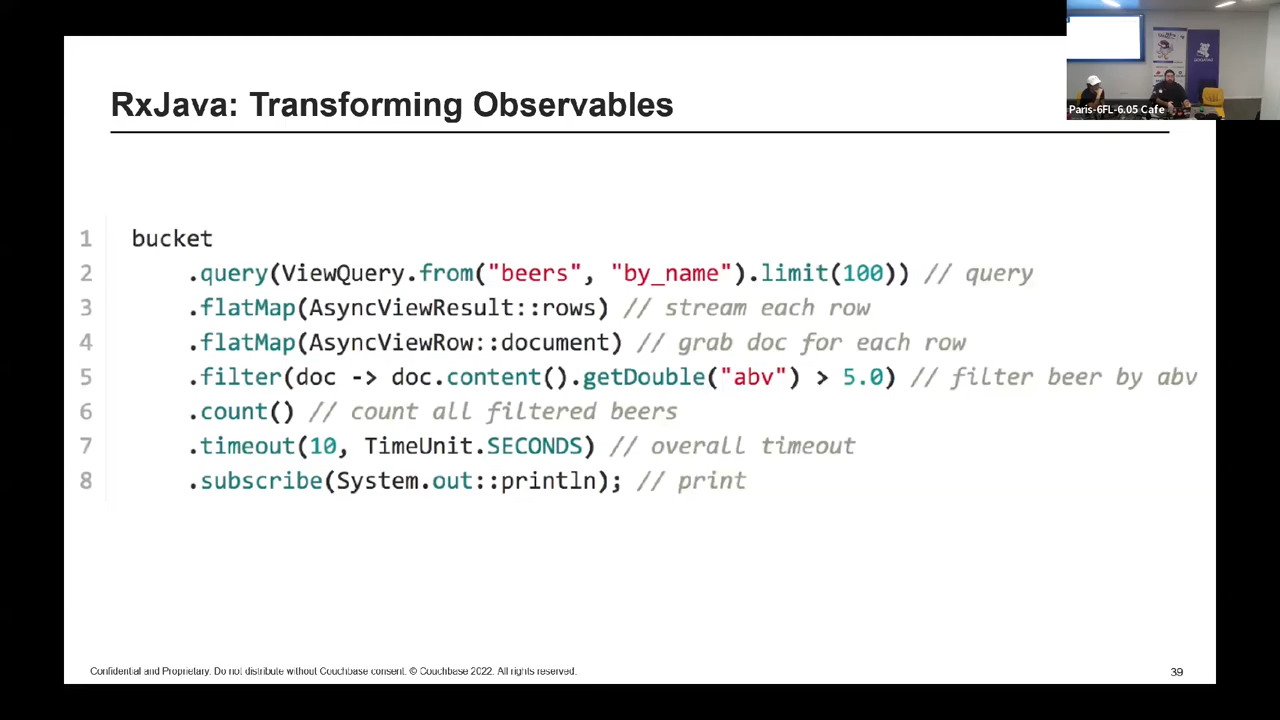 RxJava: Transforming Observables
Paris-6FL-6.05 Cafe
1 bucket
2 .query(ViewQuery.from("beers", "by_name").limit(100)) // query
3 .flatMap(AsyncViewResult::rows) // stream each row
4 .flatMap(AsyncViewRow::document) // grab doc for each row
5 .filter(doc -> doc.content().getDouble("abv") > 5.0) // filter beer by abv
6 .count() // count all filtered beers
7 .timeout(10, TimeUnit.SECONDS) // overall timeout
8 .subscribe(System.out::println); // print
Confidential and Proprietary. Do not distribute without Couchbase consent. © Couchbase 2022. All rights reserved.
39